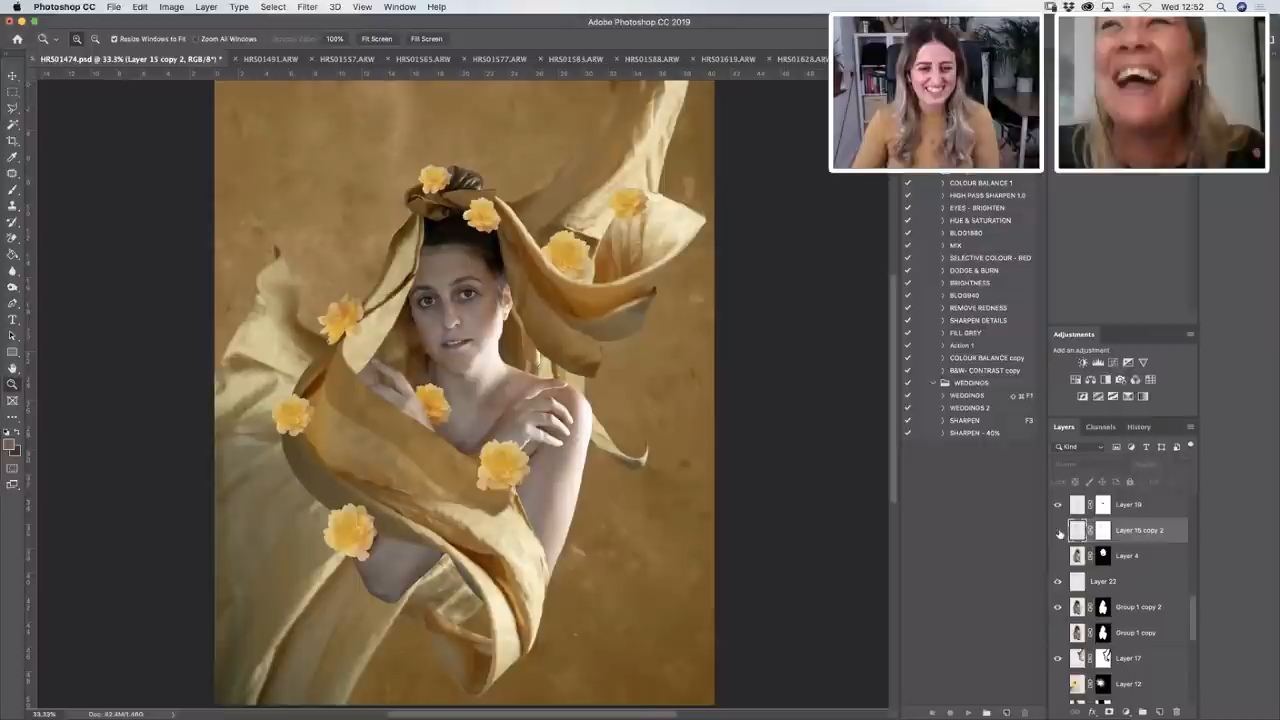 Photoshop CC File Edit Image Layer Type Select Filter 3D View Window Help Wed 12:52
Adobe Photoshop CC 2019
Resize Windows to Fit Zoom All Windows Scrubby Zoom 100% Fit Screen Fill Screen
HRS01474.psd @ 33.3% (Layer 15 copy 2, RGB/8*) * HRS01491.ARW HRS01557.ARW HRS01565.ARW HRS01577.ARW HRS01583.ARW HRS01588.ARW HRS01619.ARW HRS01628.ARW
COLOUR BALANCE 1
HIGH PASS SHARPEN 1.0
EYES - BRIGHTEN
HUE & SATURATION
BLOG1880
MIX
SELECTIVE COLOUR - RED
DODGE & BURN
BRIGHTNESS
BLOG940
REMOVE REDNESS
SHARPEN DETAILS
FILL GREY
Action 1
COLOUR BALANCE copy
B&W- CONTRAST copy
WEDDINGS
WEDDINGS F1
WEDDINGS 2
SHARPEN F3
SHARPEN - 40%
Adjustments
Add an adjustment
Layers Channels History
Kind
Layer 19
Layer 15 copy 2
Layer 4
Layer 22
Group 1 copy 2
Group 1 copy
Layer 17
Layer 12
33.33%